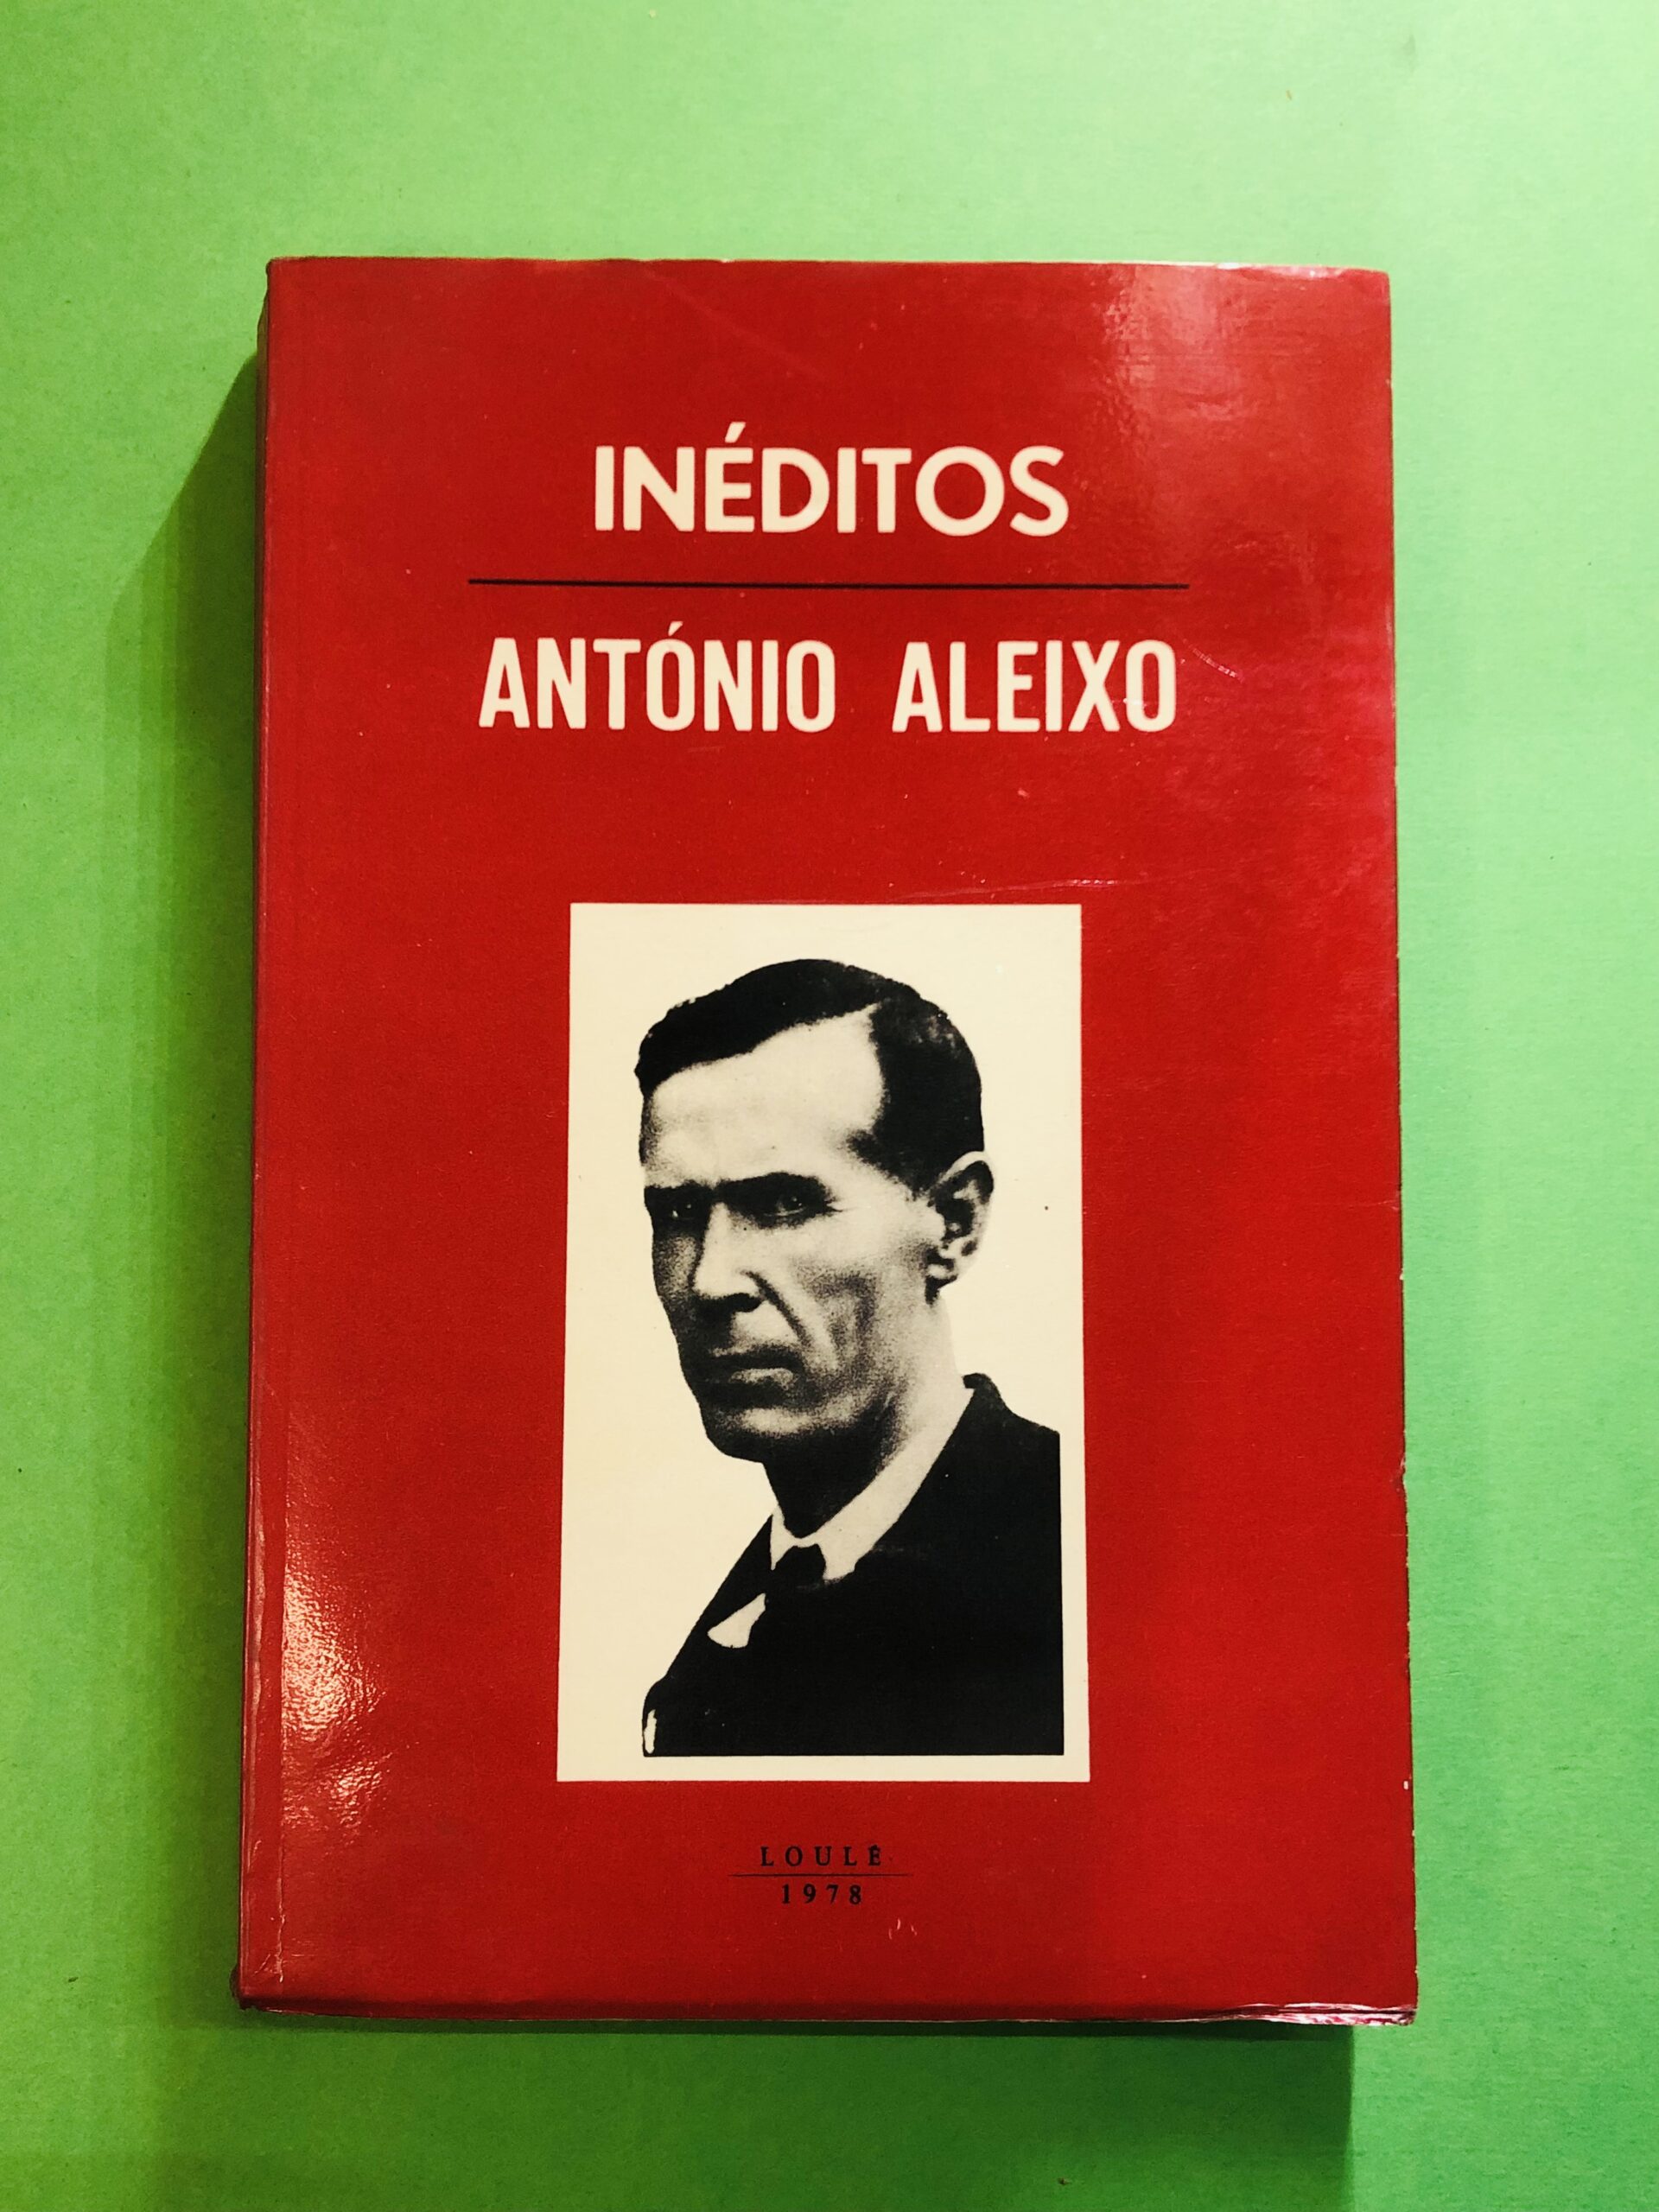 INÉDITOS
ANTÓNIO ALEIXO
LOULÉ
1978